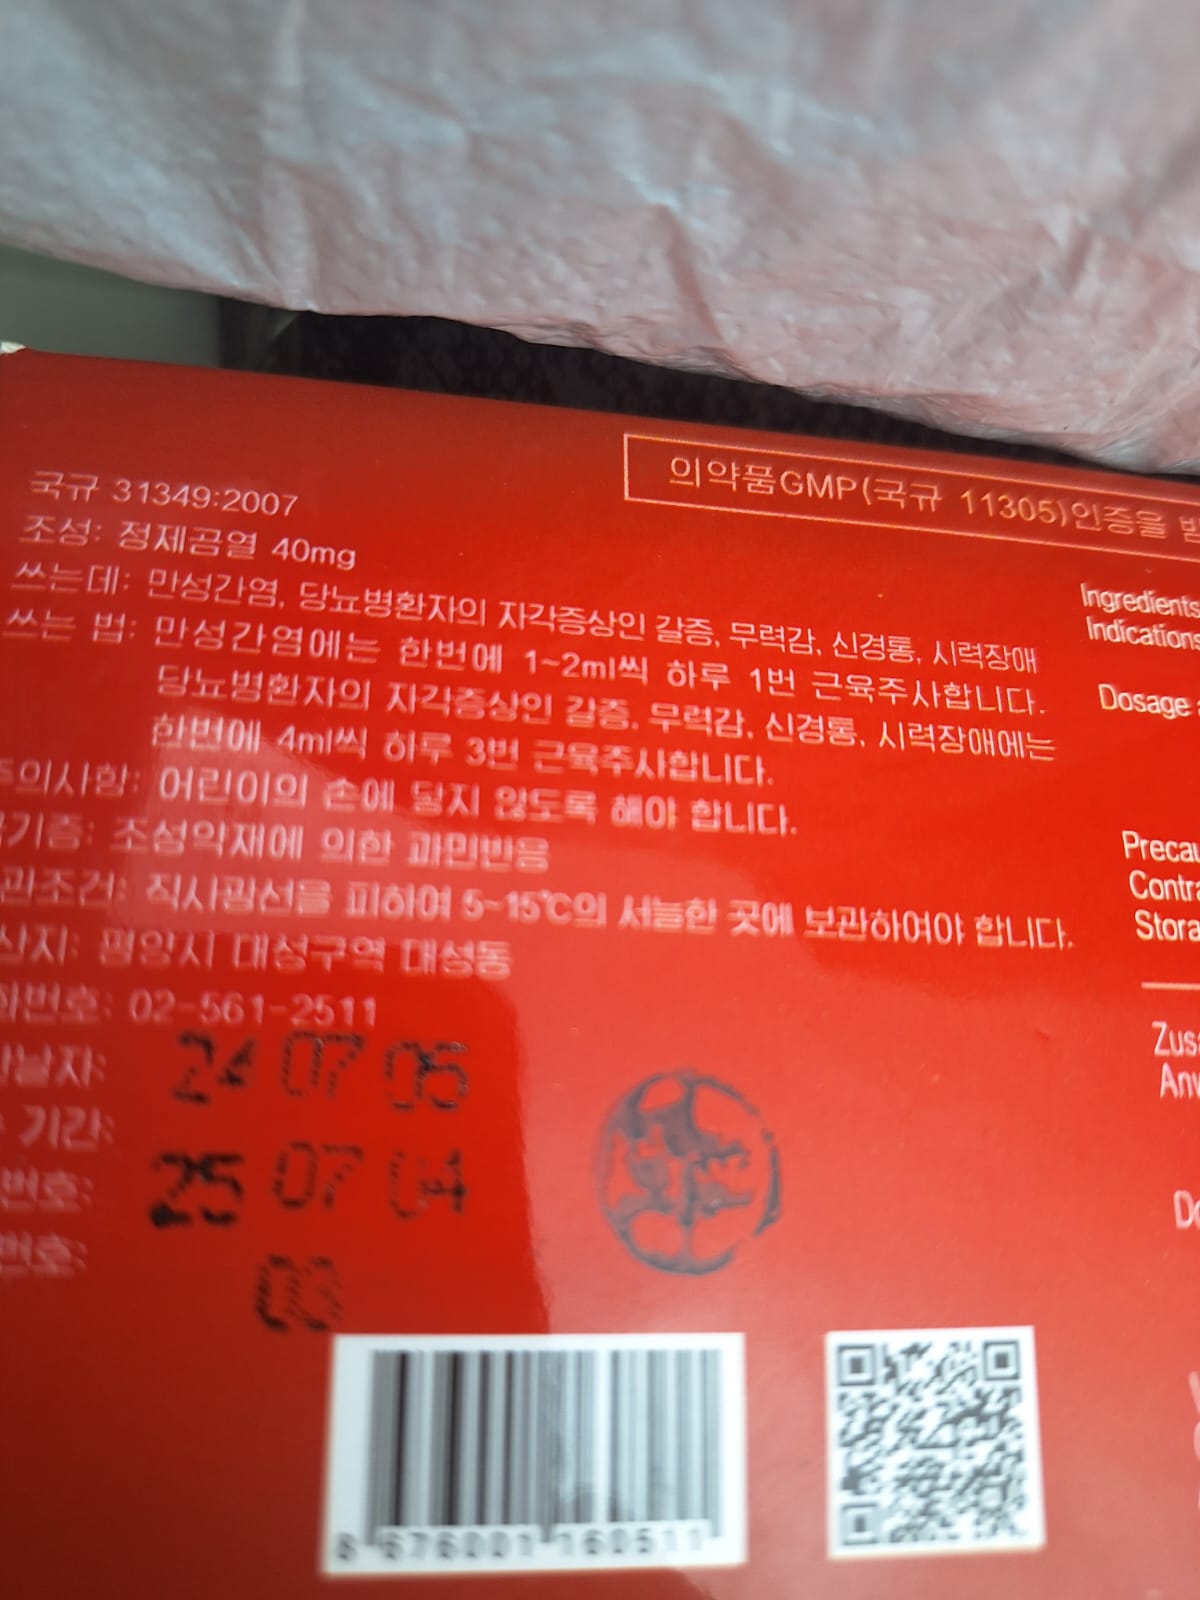 의약품GMP(국규 11305)인증을
국규 31349:2007
조성: 정제곰열 40mg
쓰는데: 만성간염, 당뇨병환자의 자각증상인 갈증, 무력감, 신경통, 시력장애
쓰는 법: 만성간염에는 한번에 1~2ml씩 하루 1번 근육주사합니다.
당뇨병환자의 자각증상인 갈증, 무력감, 신경통, 시력장애에는
한번에 4ml씩 하루 3번 근육주사합니다.
의사항: 어린이의 손에 닿지 않도록 해야 합니다.
기증: 조성약재에 의한 과민반응
관조건: 직사광선을 피하여 5~15℃의 서늘한 곳에 보관하여야 합니다.
산지: 평양시 대성구역 대성동
화번호: 02-561-2511
날자: 24 07 05
기간:
번호: 25 07 04
번호:
03
8 676001 160511
Ingredients
Indications
Dosage
Precau
Contra
Stora
Zusa
Anw
Do